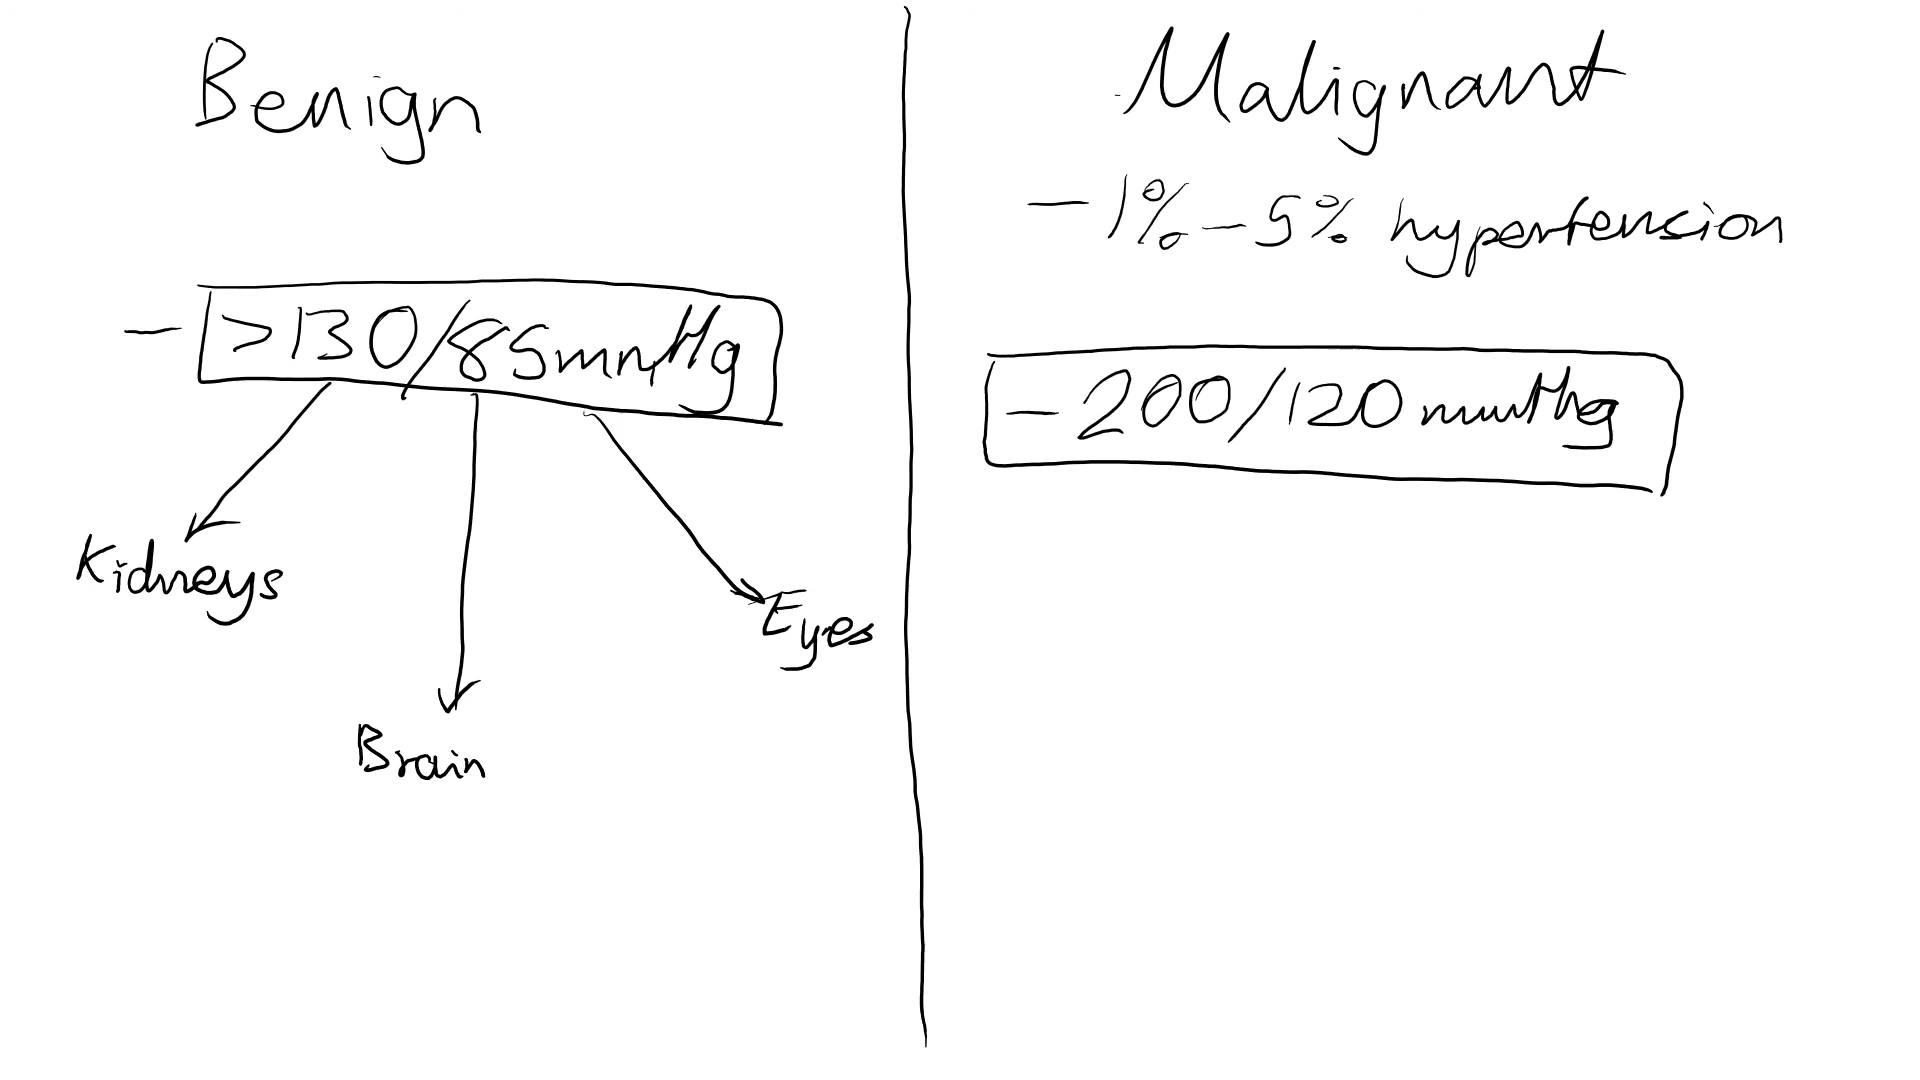 Benign
- >130/85mmHg
Kidneys
Brain
Eyes
Malignant
- 1% - 5% hypertension
- 200/120mmHg